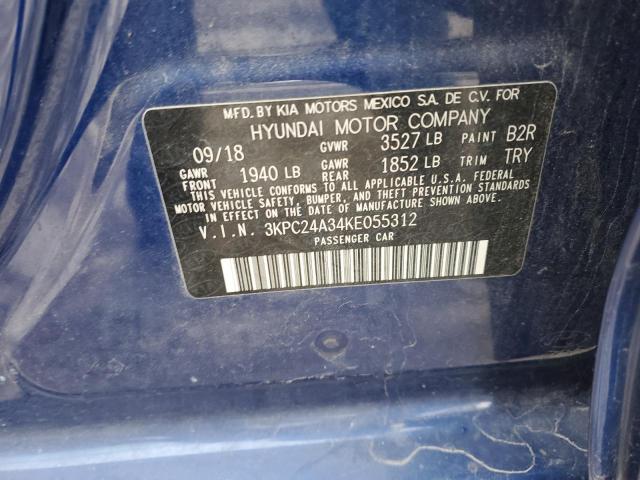 MFD. BY KIA MOTORS MEXICO S.A. DE C.V. FOR
HYUNDAI MOTOR COMPANY
09/18 GVWR 3527 LB PAINT B2R
GAWR FRONT 1940 LB GAWR REAR 1852 LB TRIM TRY
THIS VEHICLE CONFORMS TO ALL APPLICABLE U.S.A. FEDERAL
MOTOR VEHICLE SAFETY, BUMPER, AND THEFT PREVENTION STANDARDS
IN EFFECT ON THE DATE OF MANUFACTURE SHOWN ABOVE.
V.I.N. 3KPC24A34KE055312
PASSENGER CAR